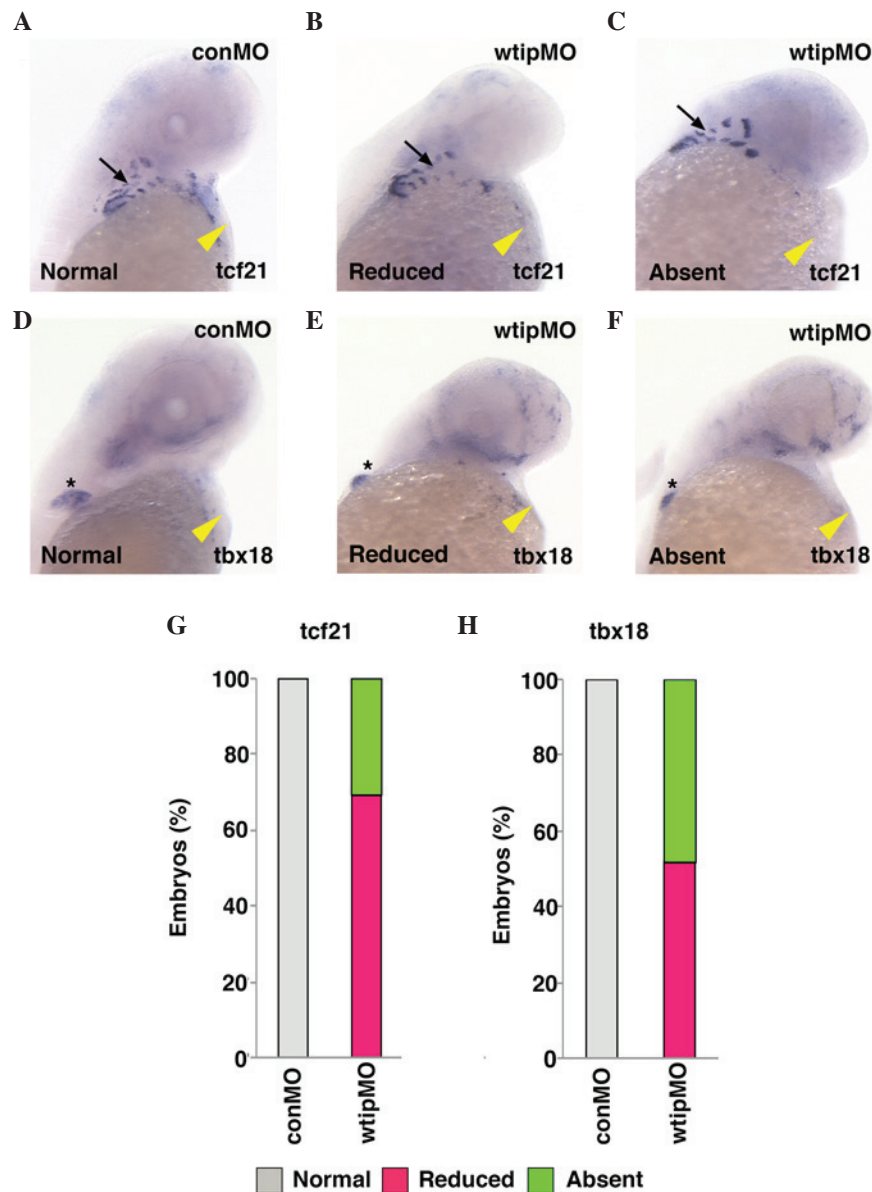 A
conMO
Normal
tcf21
B
wtipMO
Reduced
tcf21
C
wtipMO
Absent
tcf21
D
conMO
*
Normal
tbx18
E
wtipMO
*
Reduced
tbx18
F
wtipMO
*
Absent
tbx18
G
tcf21
Embryos (%)
100
80
60
40
20
0
conMO
wtipMO
H
tbx18
Embryos (%)
100
80
60
40
20
0
conMO
wtipMO
Normal Reduced Absent